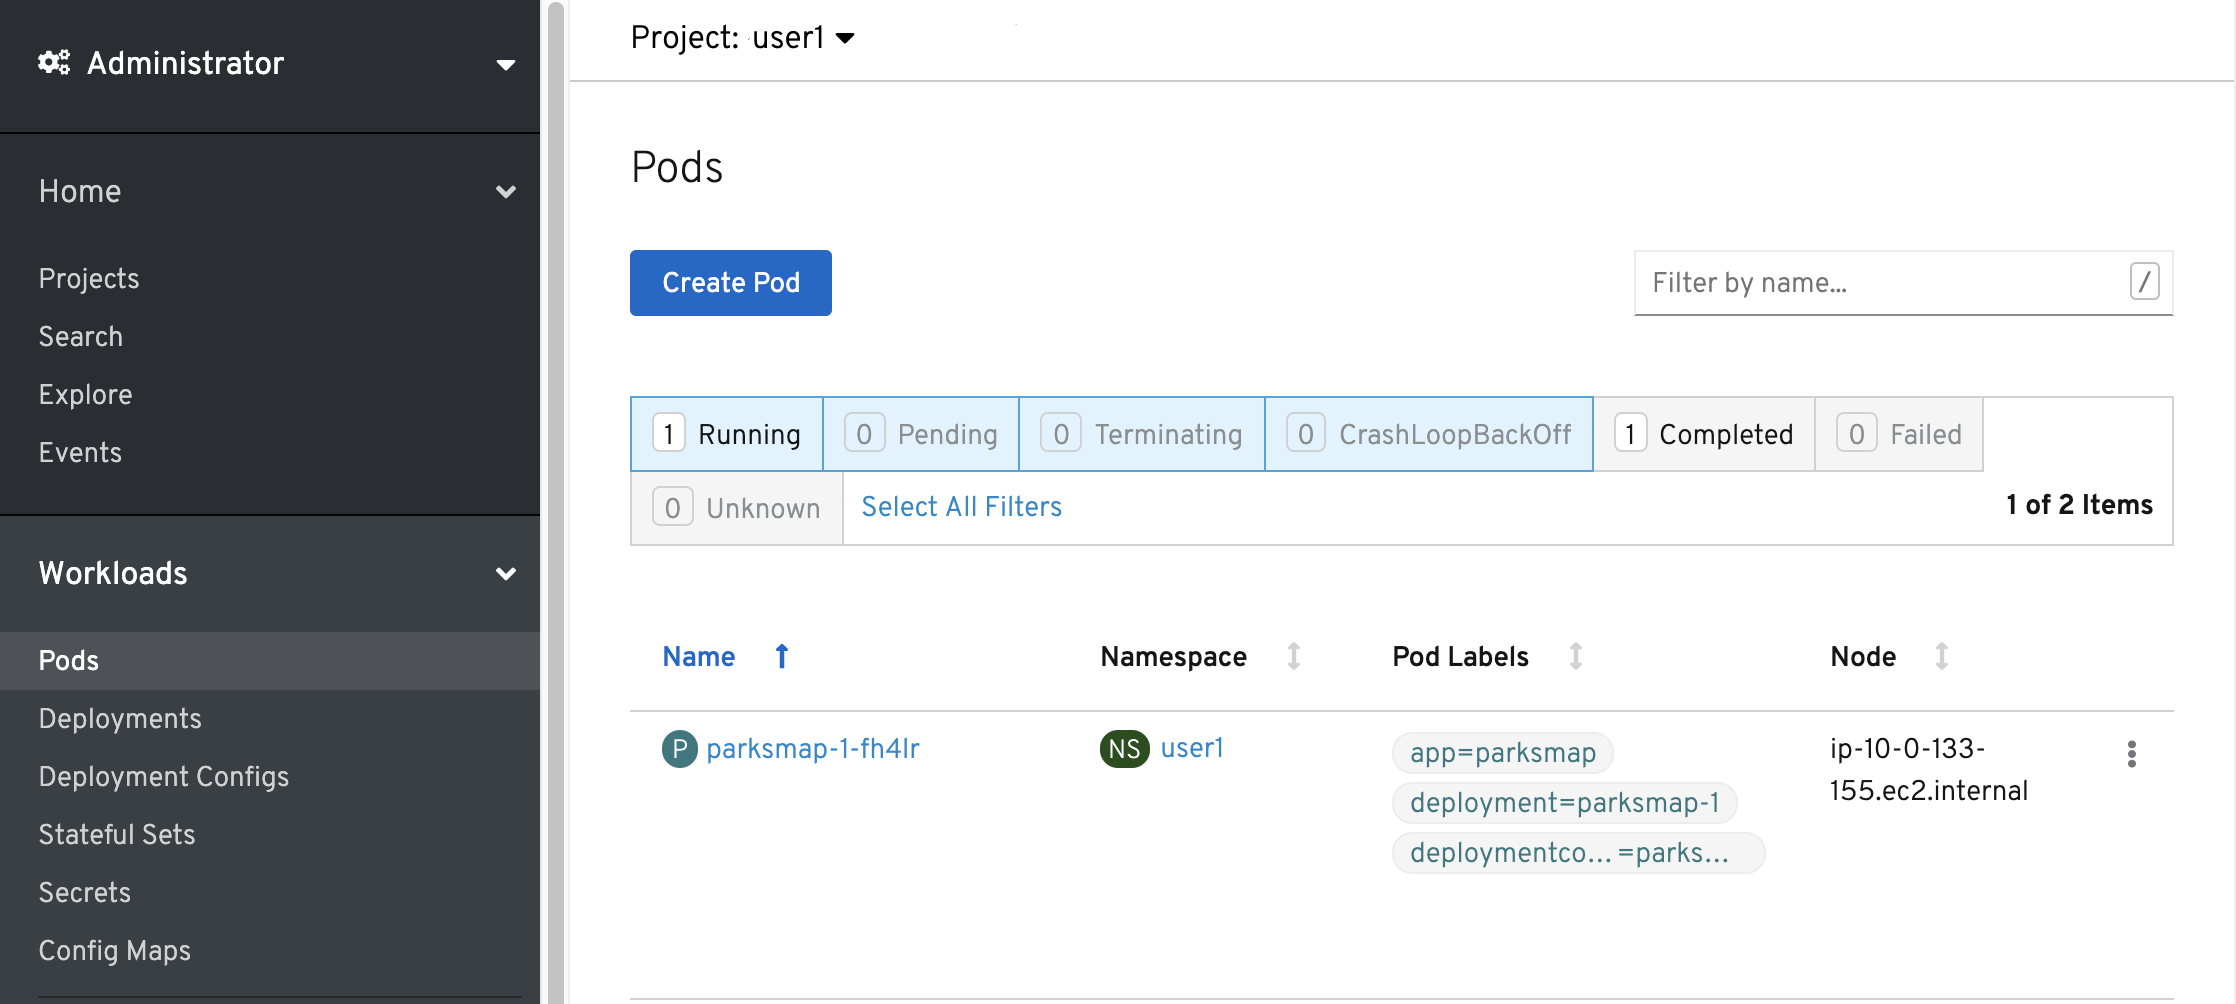 Administrator
Home
Projects
Search
Explore
Events
Workloads
Pods
Deployments
Deployment Configs
Stateful Sets
Secrets
Config Maps
Project: user1
Pods
Create Pod
Filter by name...
/
1 Running 0 Pending 0 Terminating 0 CrashLoopBackOff 1 Completed 0 Failed
0 Unknown Select All Filters 1 of 2 Items
Name Namespace Pod Labels Node
P parksmap-1-fh4lr NS user1 app=parksmap ip-10-0-133-
deployment=parksmap-1 155.ec2.internal
deploymentco... =parks...